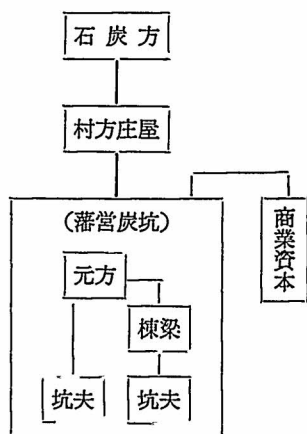 石炭方
村方庄屋
(藩営炭坑)
元方
棟梁
坑夫
坑夫
商業資本